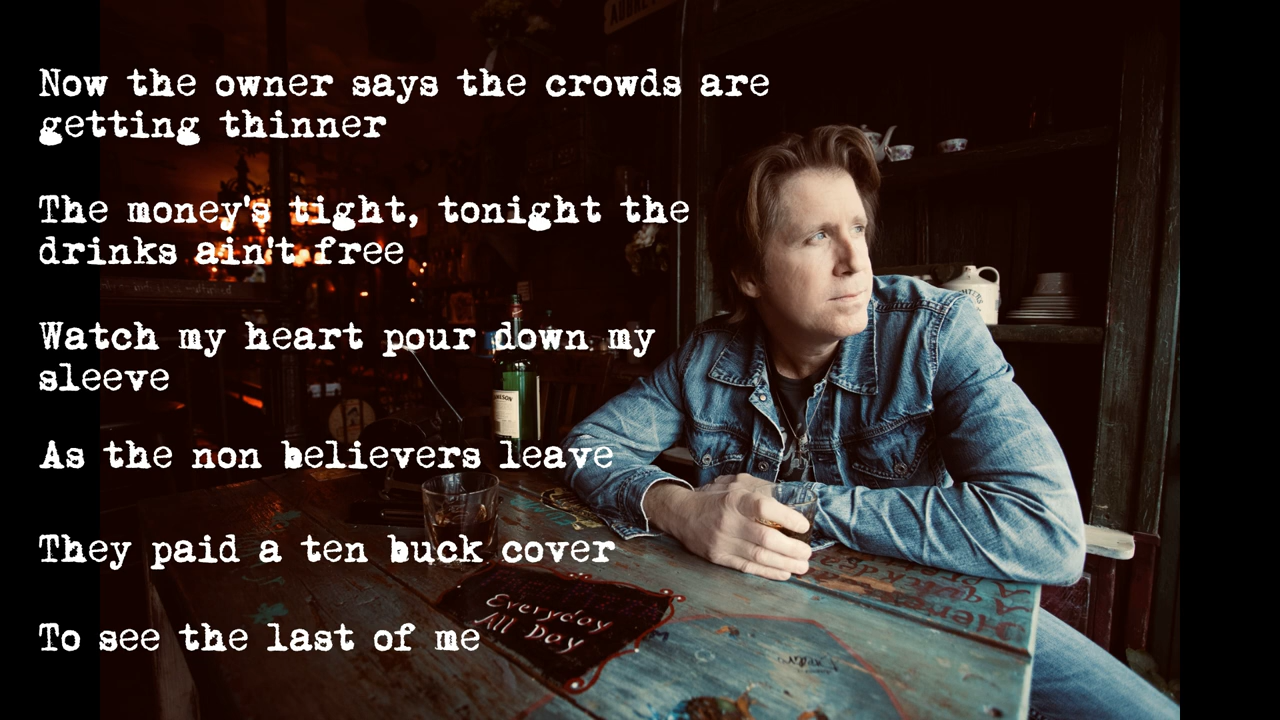 Now the owner says the crowds are
getting thinner
The money's tight, tonight the
drinks ain't free
Watch my heart pour down my
sleeve
As the non believers leave
They paid a ten buck cover
To see the last of me
Everyday
All Day